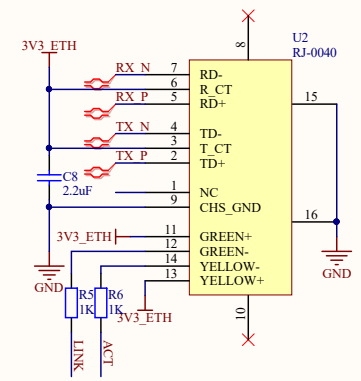 U2
RJ-0040
3V3_ETH
8
RX_N 7 RD-
6 R_CT
RX_P 5 RD+
15
TX_N 4 TD-
3 T_CT
TX_P 2 TD+
C8
2.2uF
1 NC
9 CHS_GND
16
3V3_ETH 11 GREEN+
12 GREEN-
14 YELLOW-
13 YELLOW+
GND
GND
R5
1K
R6
1K
3V3_ETH
10
LINK
ACT